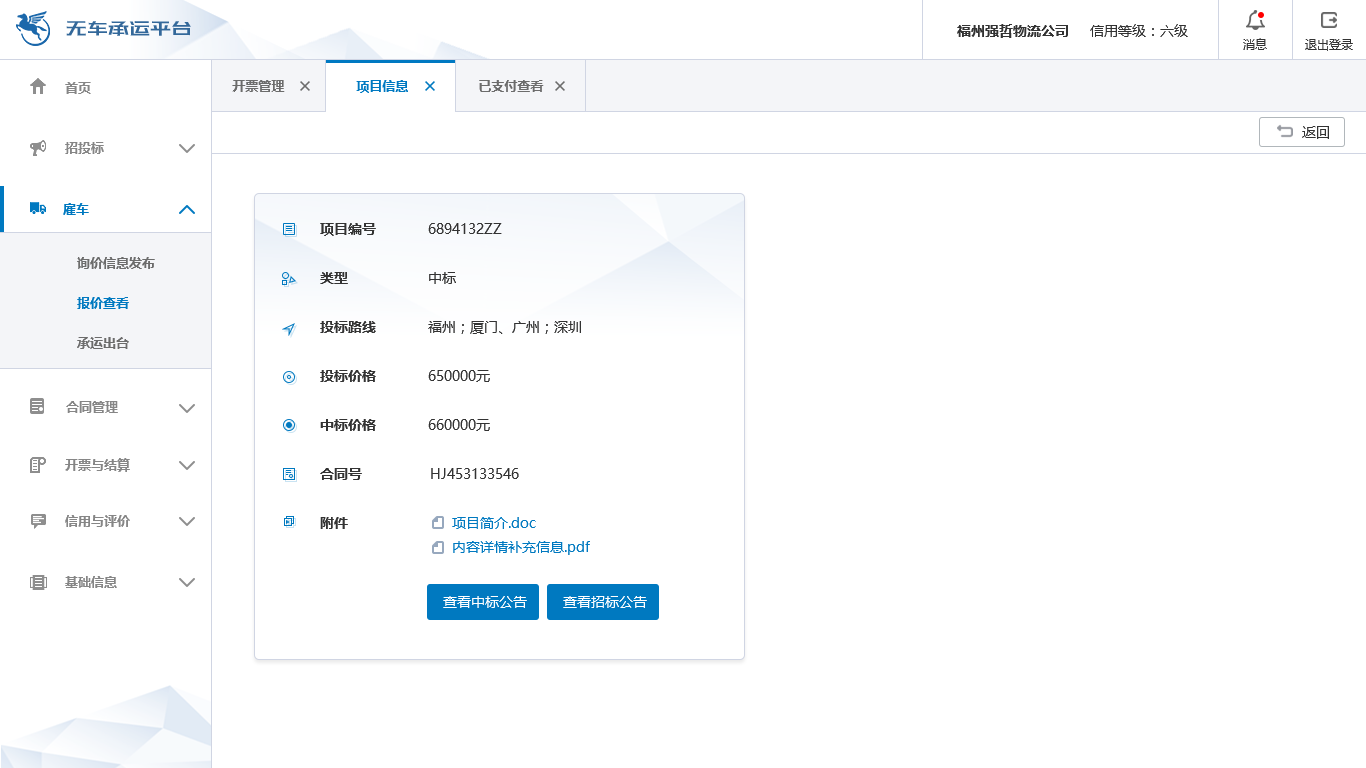 无车承运平台
福州强哲物流公司 信用等级：六级
消息
退出登录
首页
招投标
雇车
询价信息发布
报价查看
承运出台
合同管理
开票与结算
信用与评价
基础信息
开票管理
项目信息
已支付查看
返回
项目编号 6894132ZZ
类型 中标
投标路线 福州；厦门、广州；深圳
投标价格 650000元
中标价格 660000元
合同号 HJ453133546
附件 项目简介.doc
内容详情补充信息.pdf
查看中标公告 查看招标公告